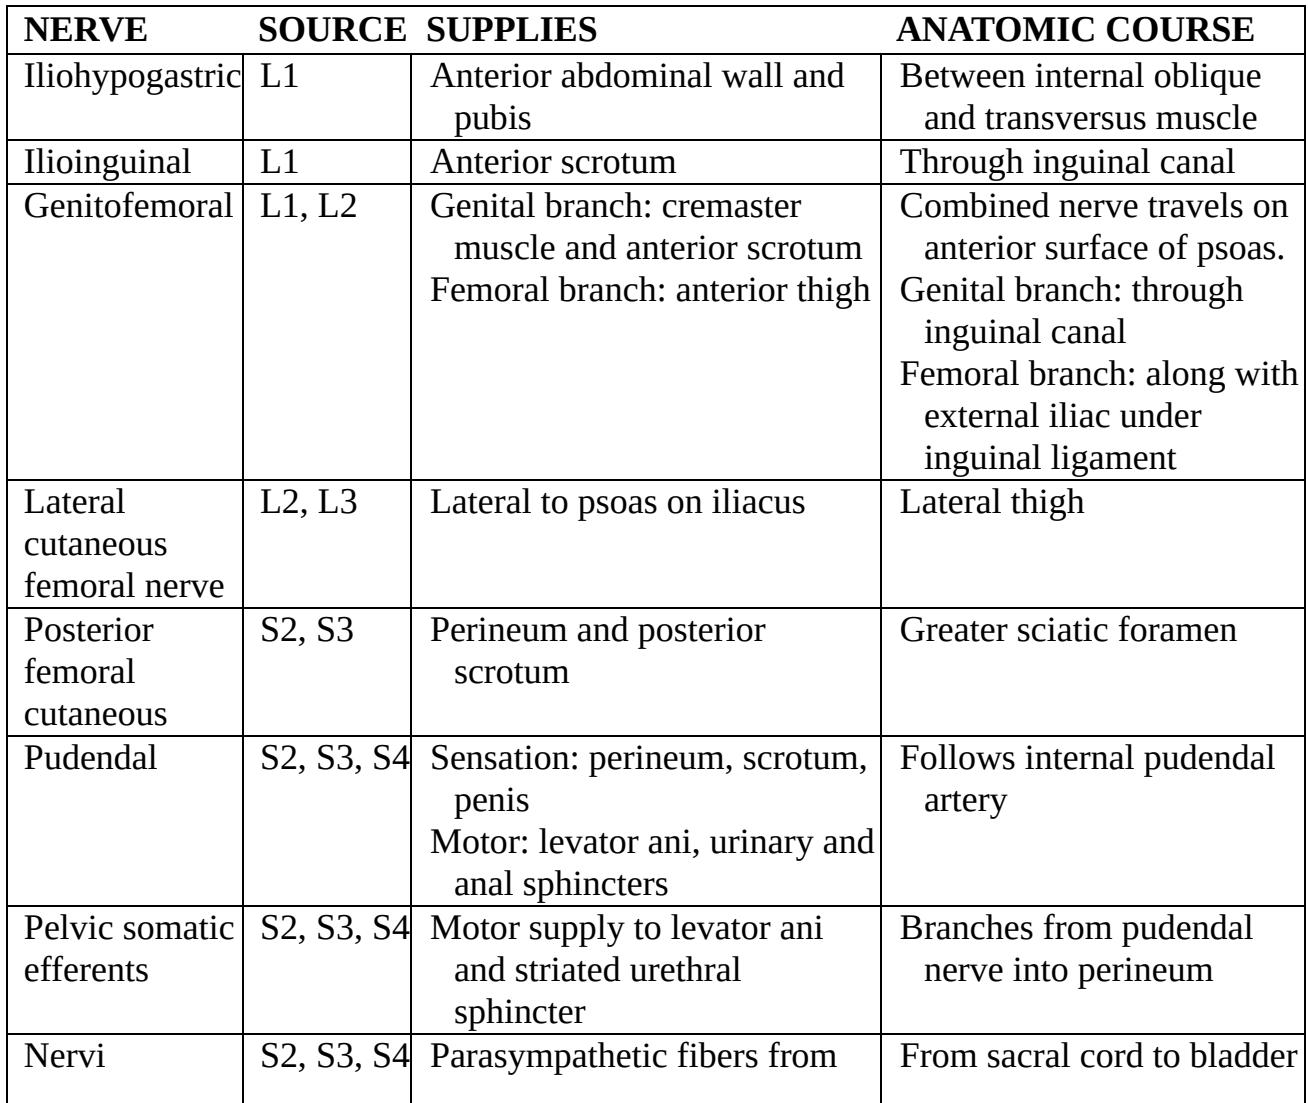 NERVE SOURCE SUPPLIES ANATOMIC COURSE
Iliohypogastric L1 Anterior abdominal wall and Between internal oblique
pubis and transversus muscle
Ilioinguinal L1 Anterior scrotum Through inguinal canal
Genitofemoral L1, L2 Genital branch: cremaster Combined nerve travels on
muscle and anterior scrotum anterior surface of psoas.
Femoral branch: anterior thigh Genital branch: through
inguinal canal
Femoral branch: along with
external iliac under
inguinal ligament
Lateral L2, L3 Lateral to psoas on iliacus Lateral thigh
cutaneous
femoral nerve
Posterior S2, S3 Perineum and posterior Greater sciatic foramen
femoral scrotum
cutaneous
Pudendal S2, S3, S4 Sensation: perineum, scrotum, Follows internal pudendal
penis artery
Motor: levator ani, urinary and
anal sphincters
Pelvic somatic S2, S3, S4 Motor supply to levator ani Branches from pudendal
efferents and striated urethral nerve into perineum
sphincter
Nervi S2, S3, S4 Parasympathetic fibers from From sacral cord to bladder